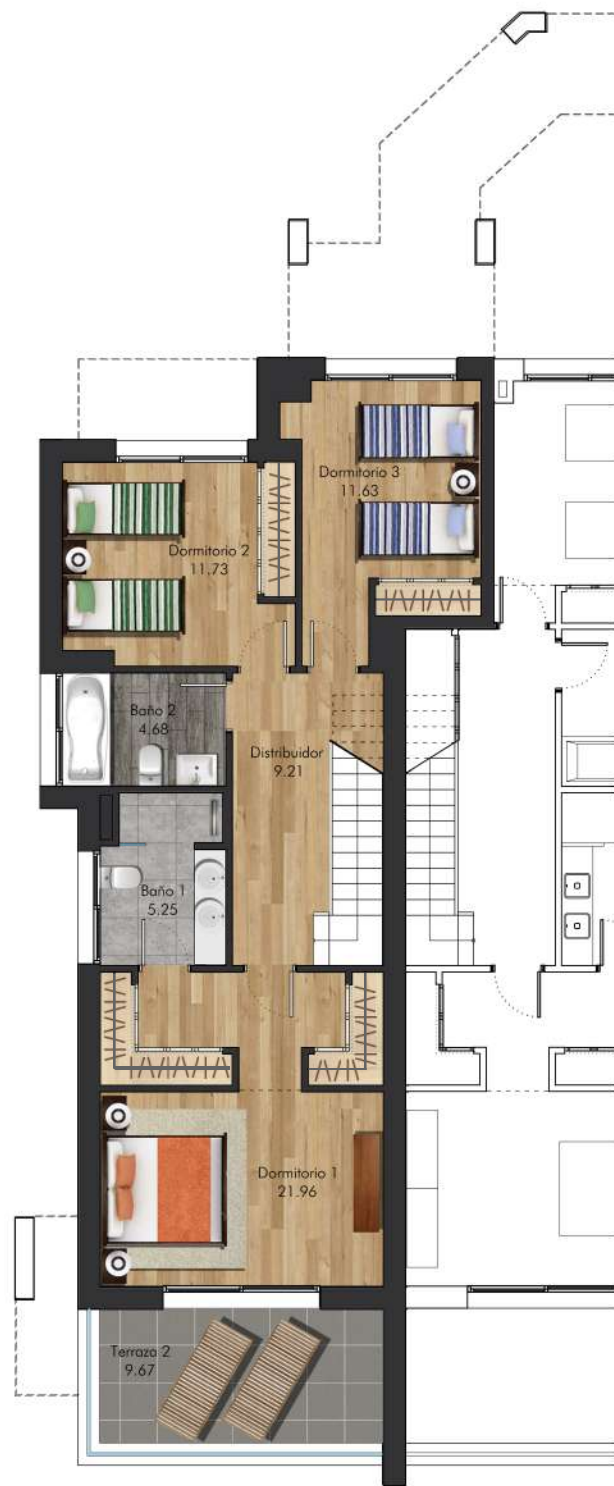 Dormitorio 3
11.63
Dormitorio 2
11.73
Baño 2
4.68
Distribuidor
9.21
Baño 1
5.25
Dormitorio 1
21.96
Terraza 2
9.67